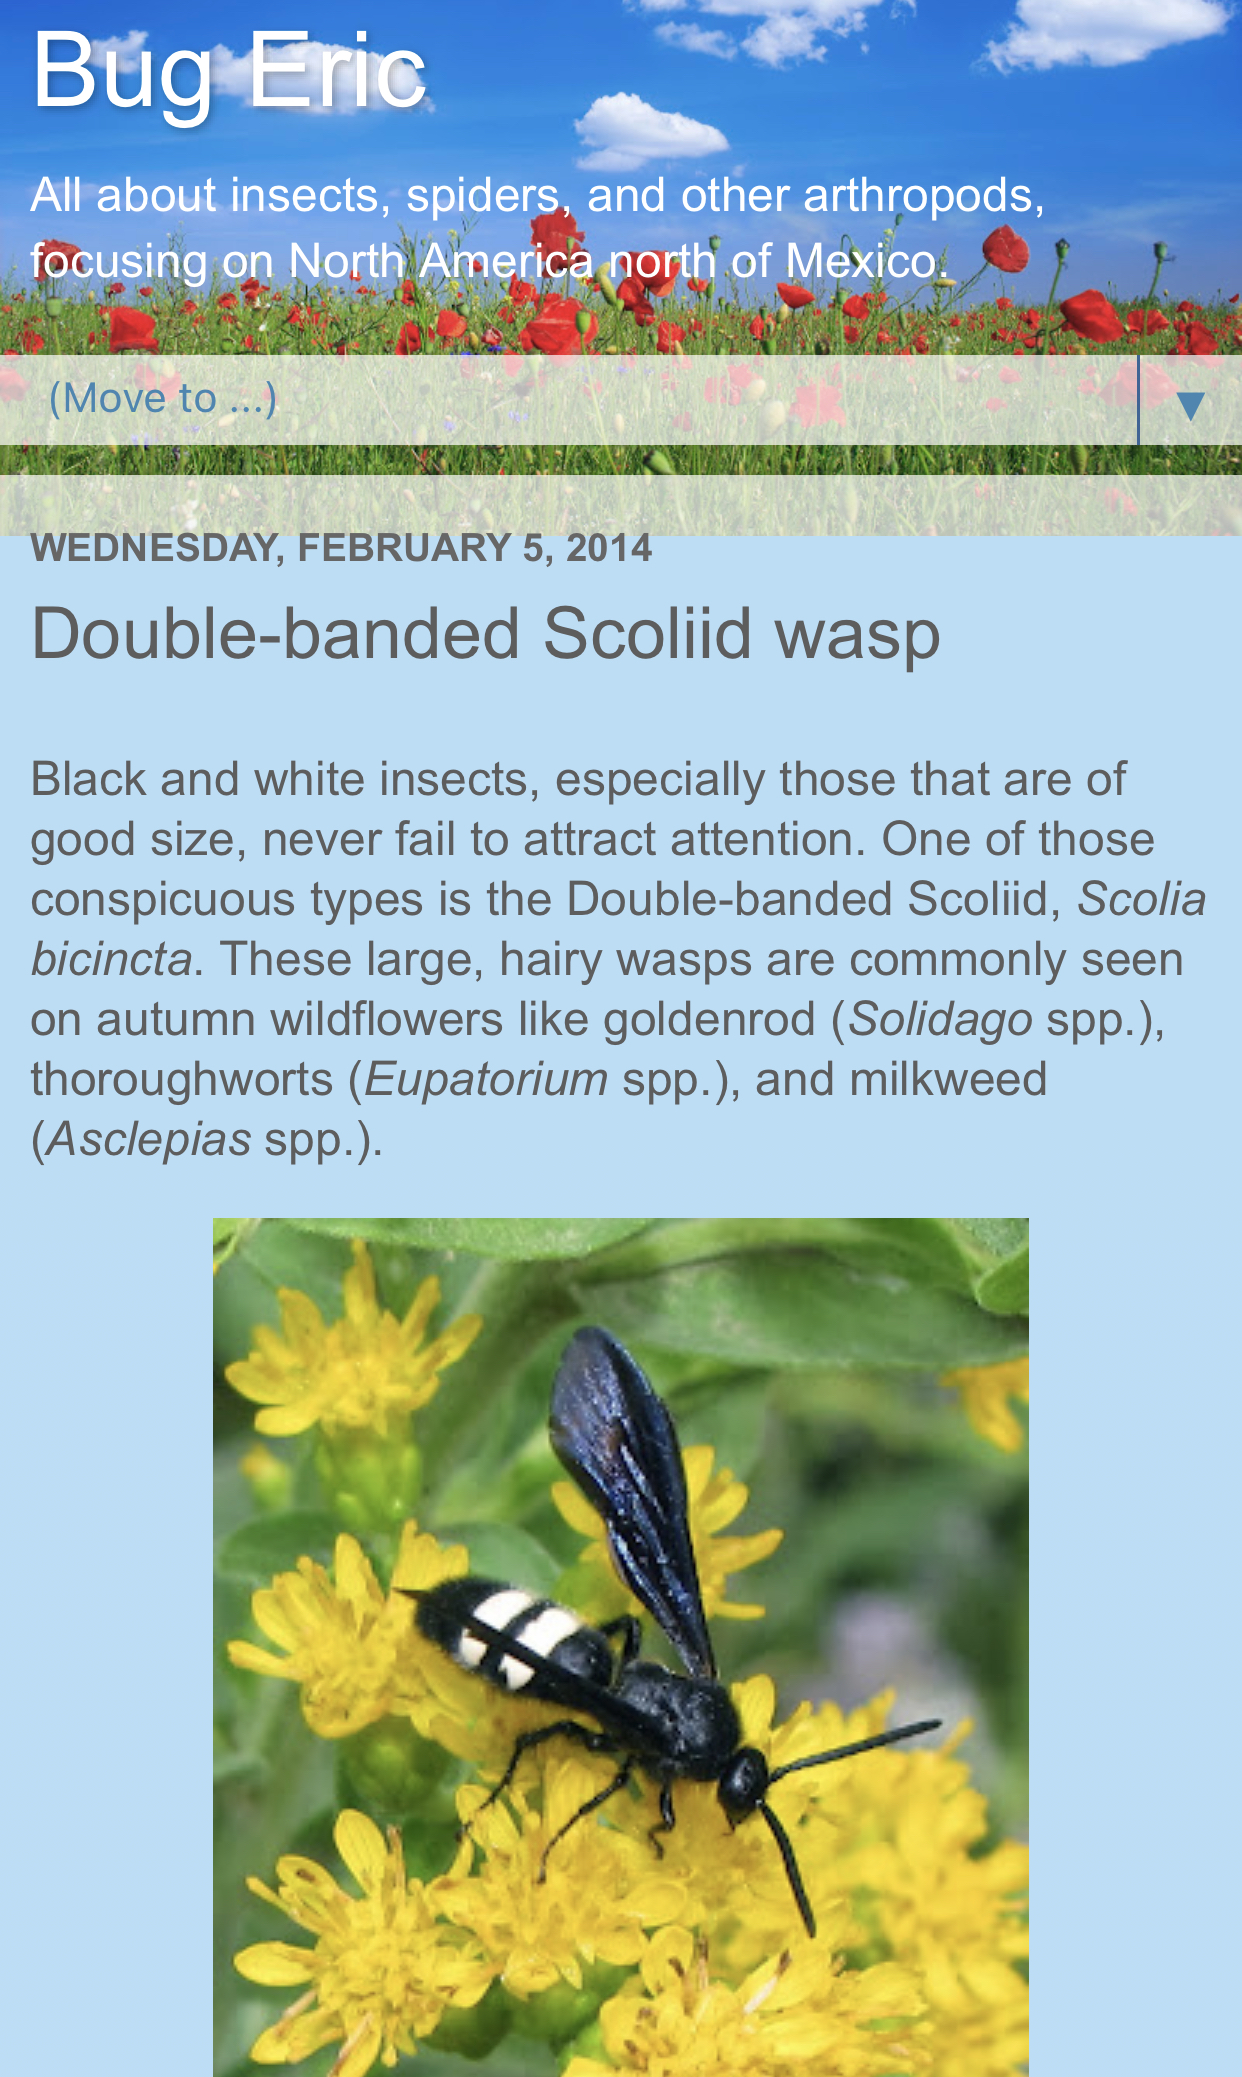 Bug Eric
All about insects, spiders, and other arthropods,
focusing on North America north of Mexico.
(Move to ...)
▼
WEDNESDAY, FEBRUARY 5, 2014
Double-banded Scoliid wasp
Black and white insects, especially those that are of
good size, never fail to attract attention. One of those
conspicuous types is the Double-banded Scoliid, Scolia
bicincta. These large, hairy wasps are commonly seen
on autumn wildflowers like goldenrod (Solidago spp.),
thoroughworts (Eupatorium spp.), and milkweed
(Asclepias spp.).